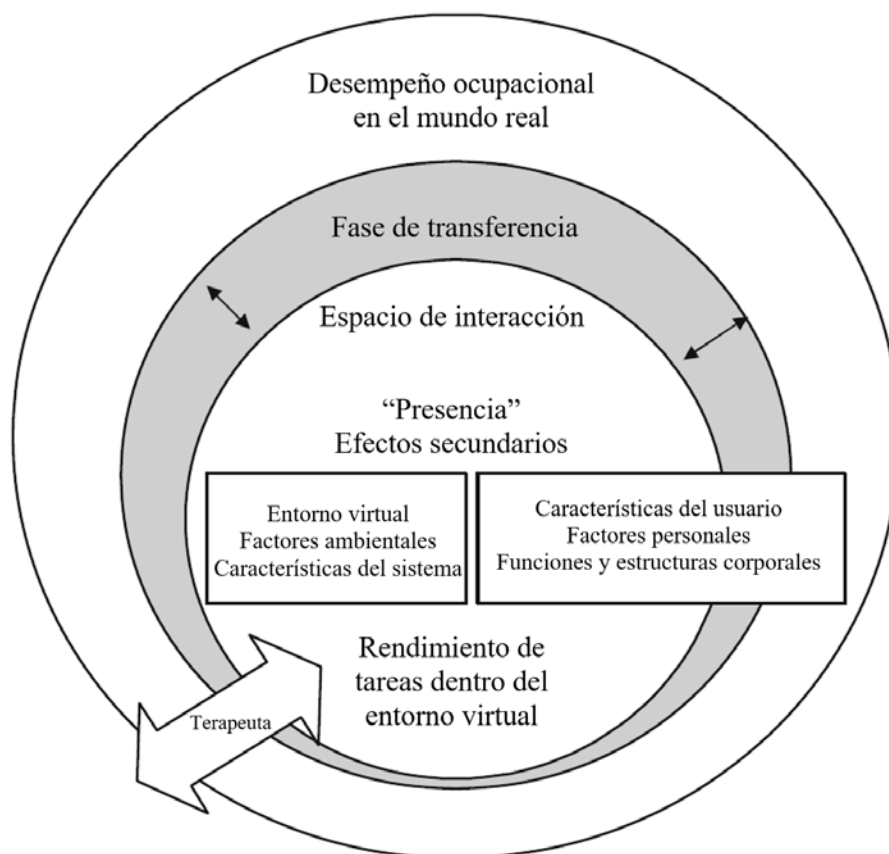 Desempeño ocupacional
en el mundo real
Fase de transferencia
Espacio de interacción
“Presencia”
Efectos secundarios
Entorno virtual
Factores ambientales
Características del sistema
Características del usuario
Factores personales
Funciones y estructuras corporales
Rendimiento de
tareas dentro del
entorno virtual
Terapeuta